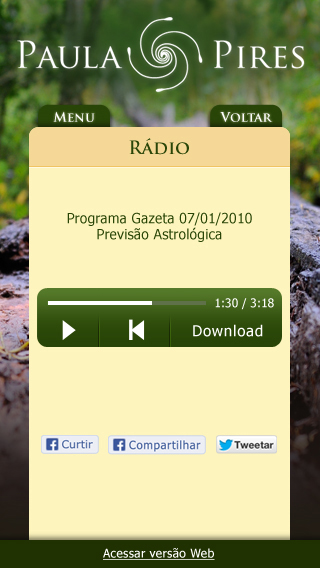 PAULA PIRES
MENU
VOLTAR
RÁDIO
Programa Gazeta 07/01/2010
Previsão Astrológica
1:30 / 3:18
Download
Curtir
Compartilhar
Tweetar
Acessar versão Web